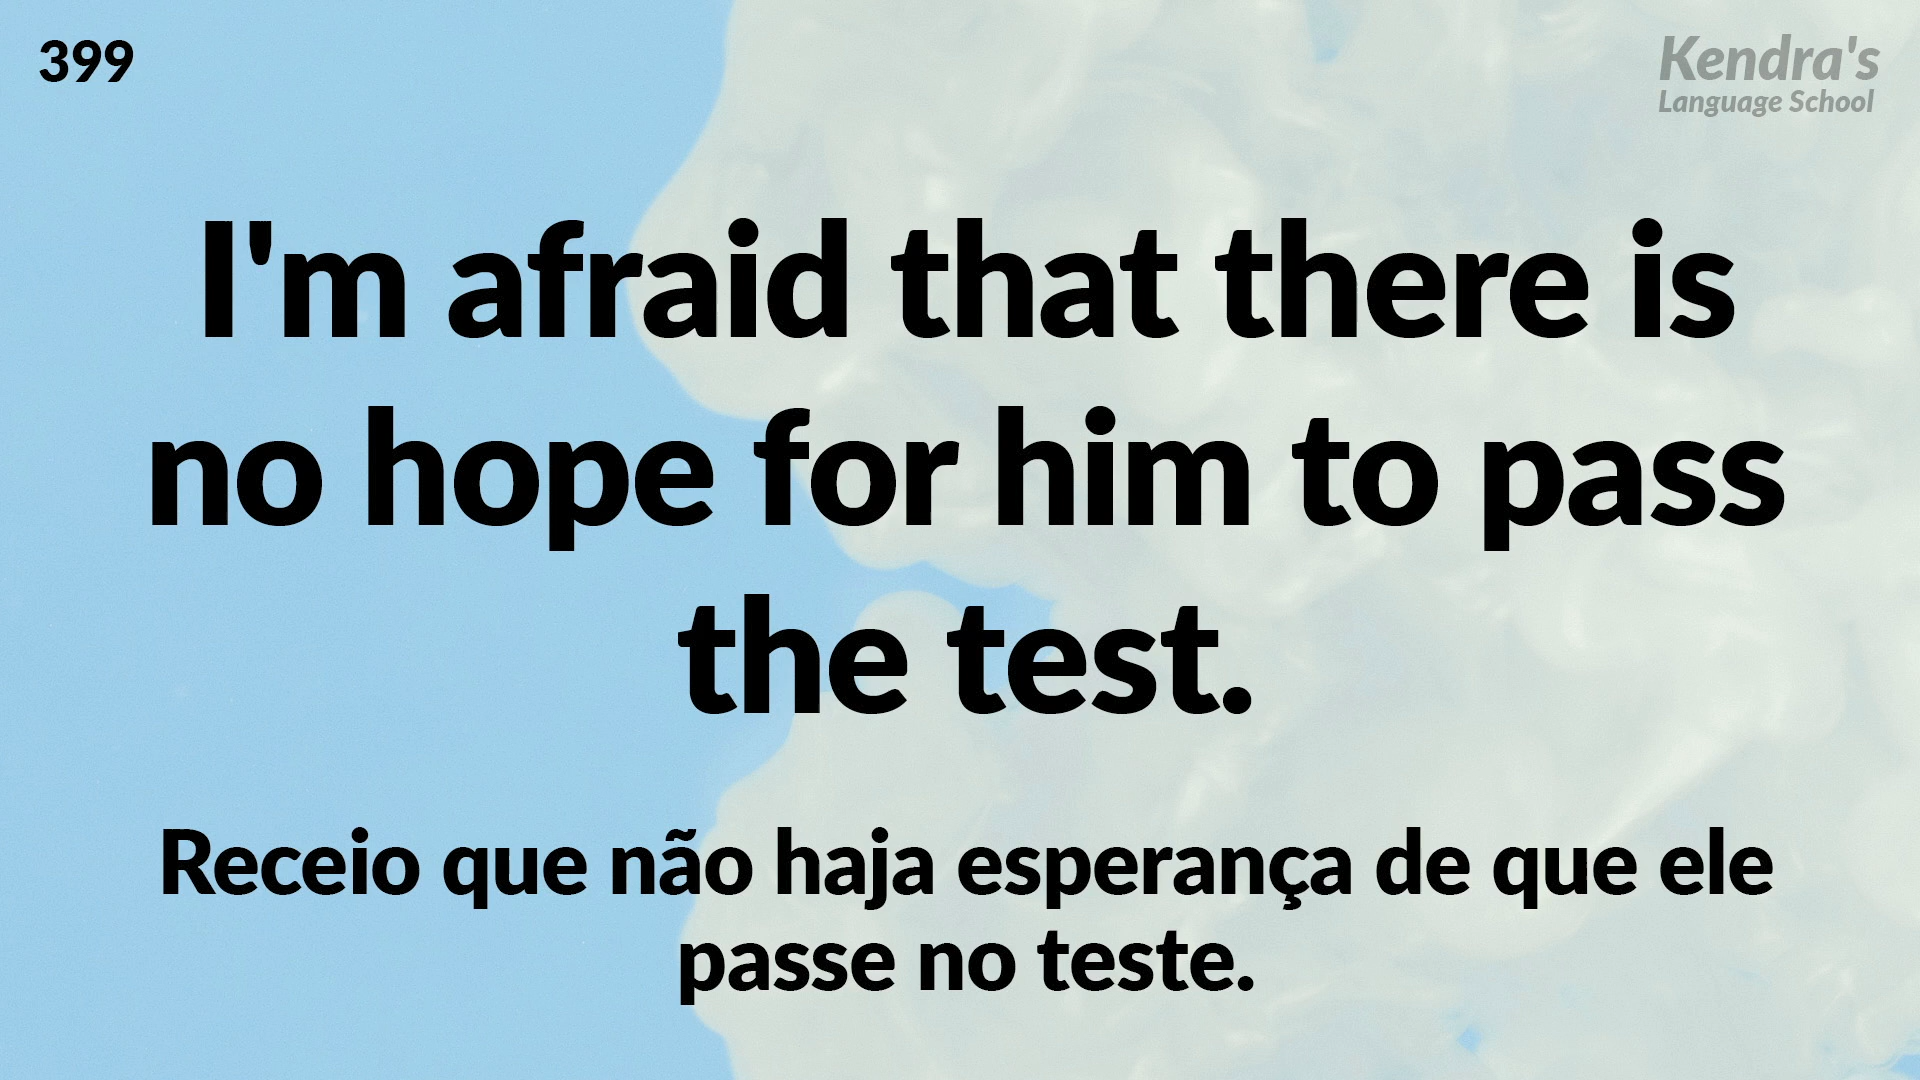 399
Kendra's
Language School
I'm afraid that there is
no hope for him to pass
the test.
Receio que não haja esperança de que ele
passe no teste.